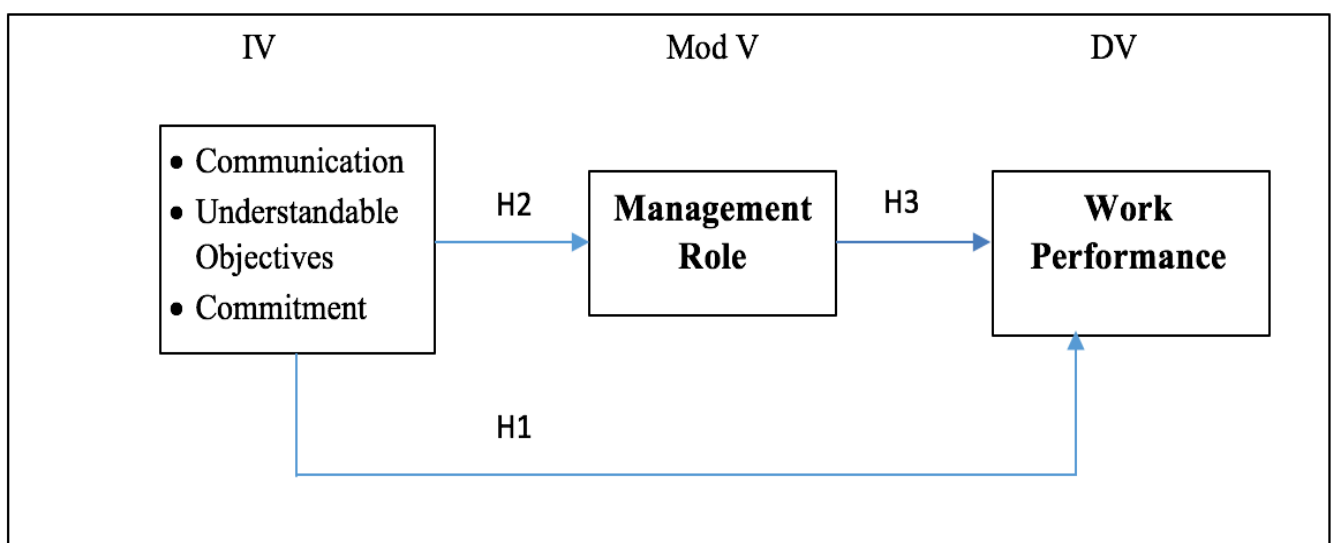 IV
Mod V
DV
• Communication
• Understandable
Objectives
• Commitment
H2
Management
Role
H3
Work
Performance
H1